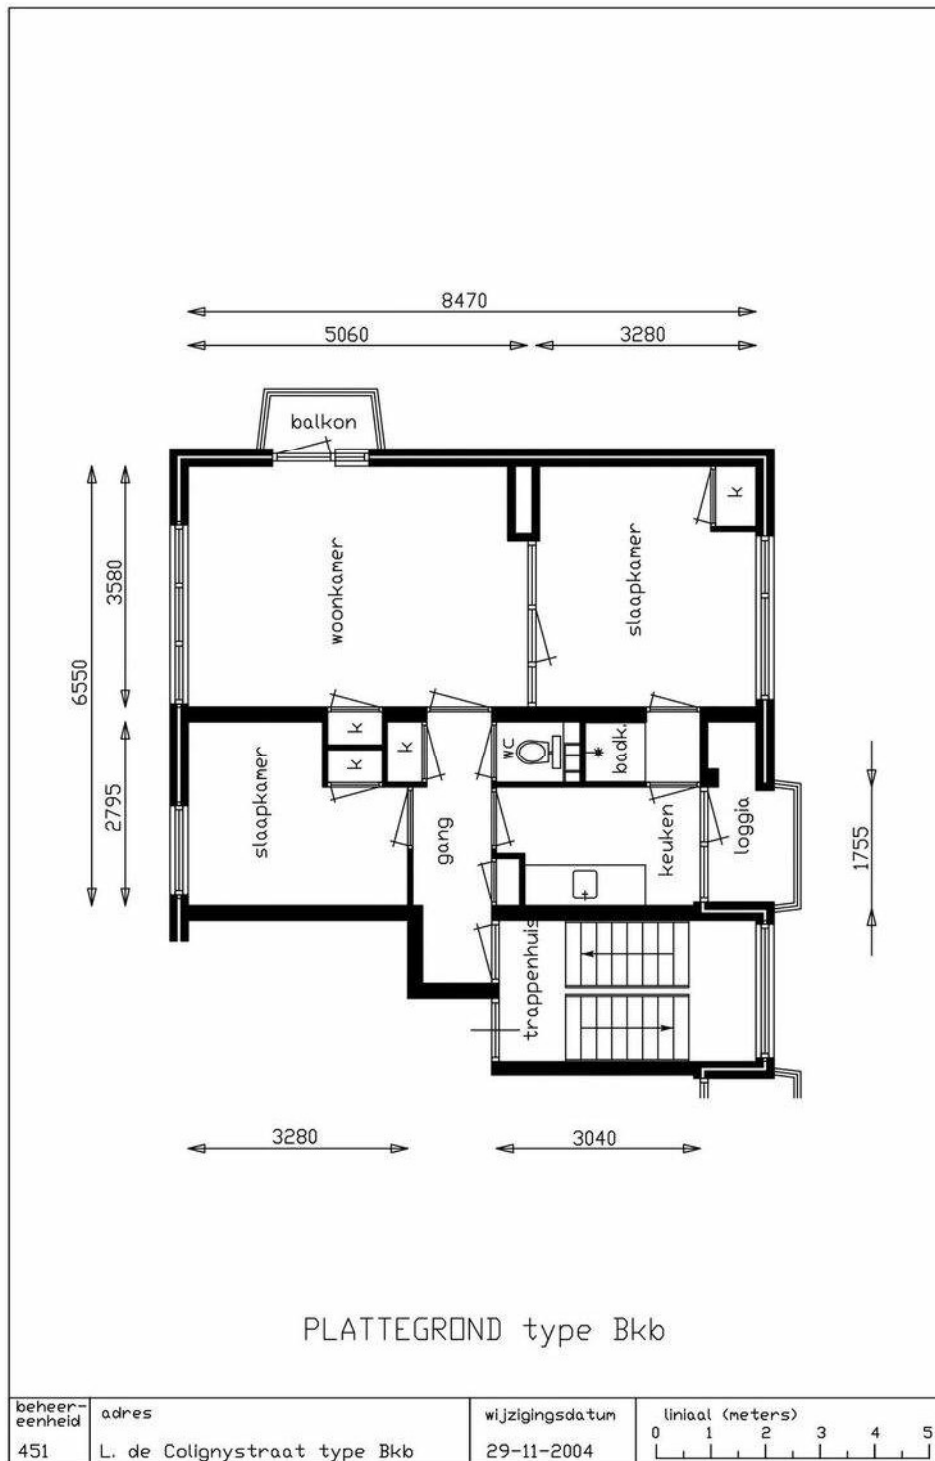 8470
5060
3280
balkon
k
woonkamer
slaapkamer
3580
6550
2795
k
k
k
wc
badk.
slaapkamer
gang
keuken
loggia
1755
trappenhuis
3280
3040
PLATTEGROND type Bkb
beheer-
eenheid
451
adres
L. de Colignystraat type Bkb
wijzigingsdatum
29-11-2004
liniaal (meters)
0 1 2 3 4 5